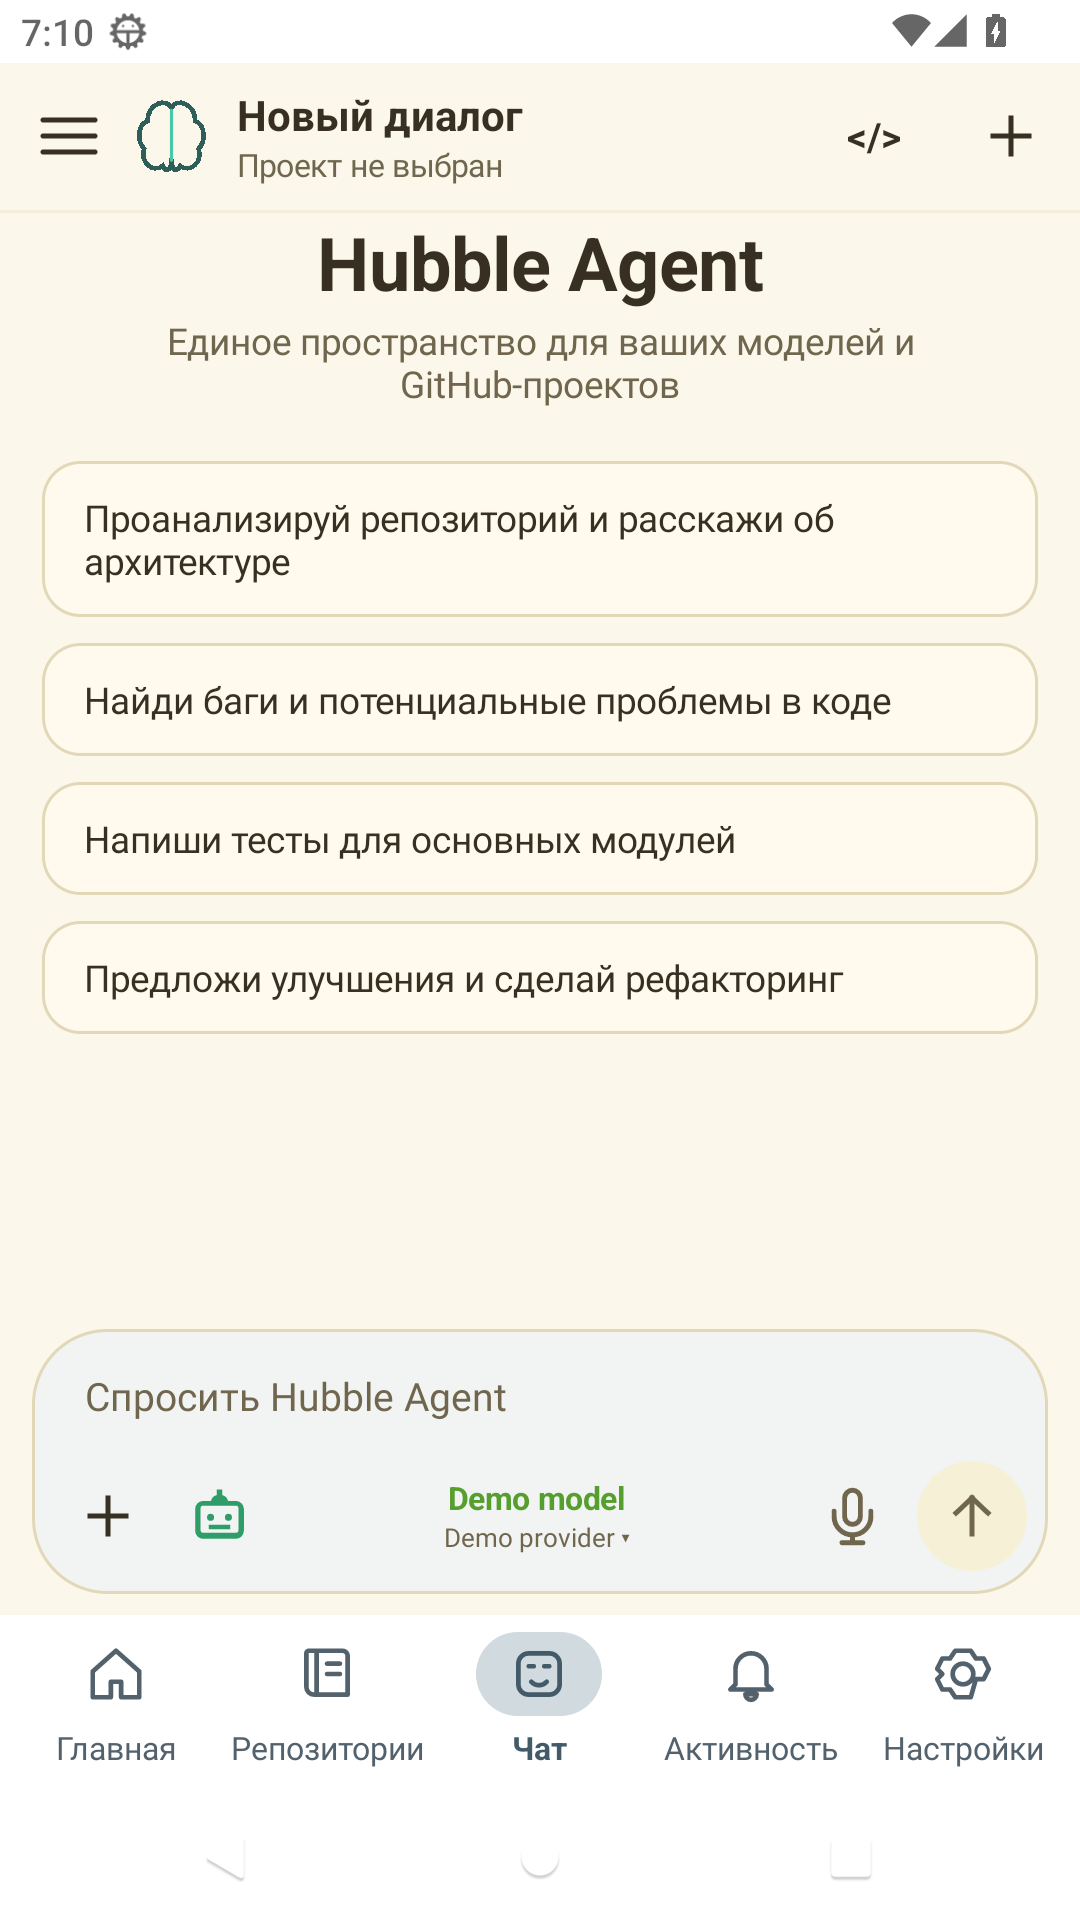 7:10
Новый диалог
Проект не выбран
</>
Hubble Agent
Единое пространство для ваших моделей и
GitHub-проектов
Проанализируй репозиторий и расскажи об
архитектуре
Найди баги и потенциальные проблемы в коде
Напиши тесты для основных модулей
Предложи улучшения и сделай рефакторинг
Спросить Hubble Agent
Demo model
Demo provider ▾
Главная
Репозитории
Чат
Активность
Настройки